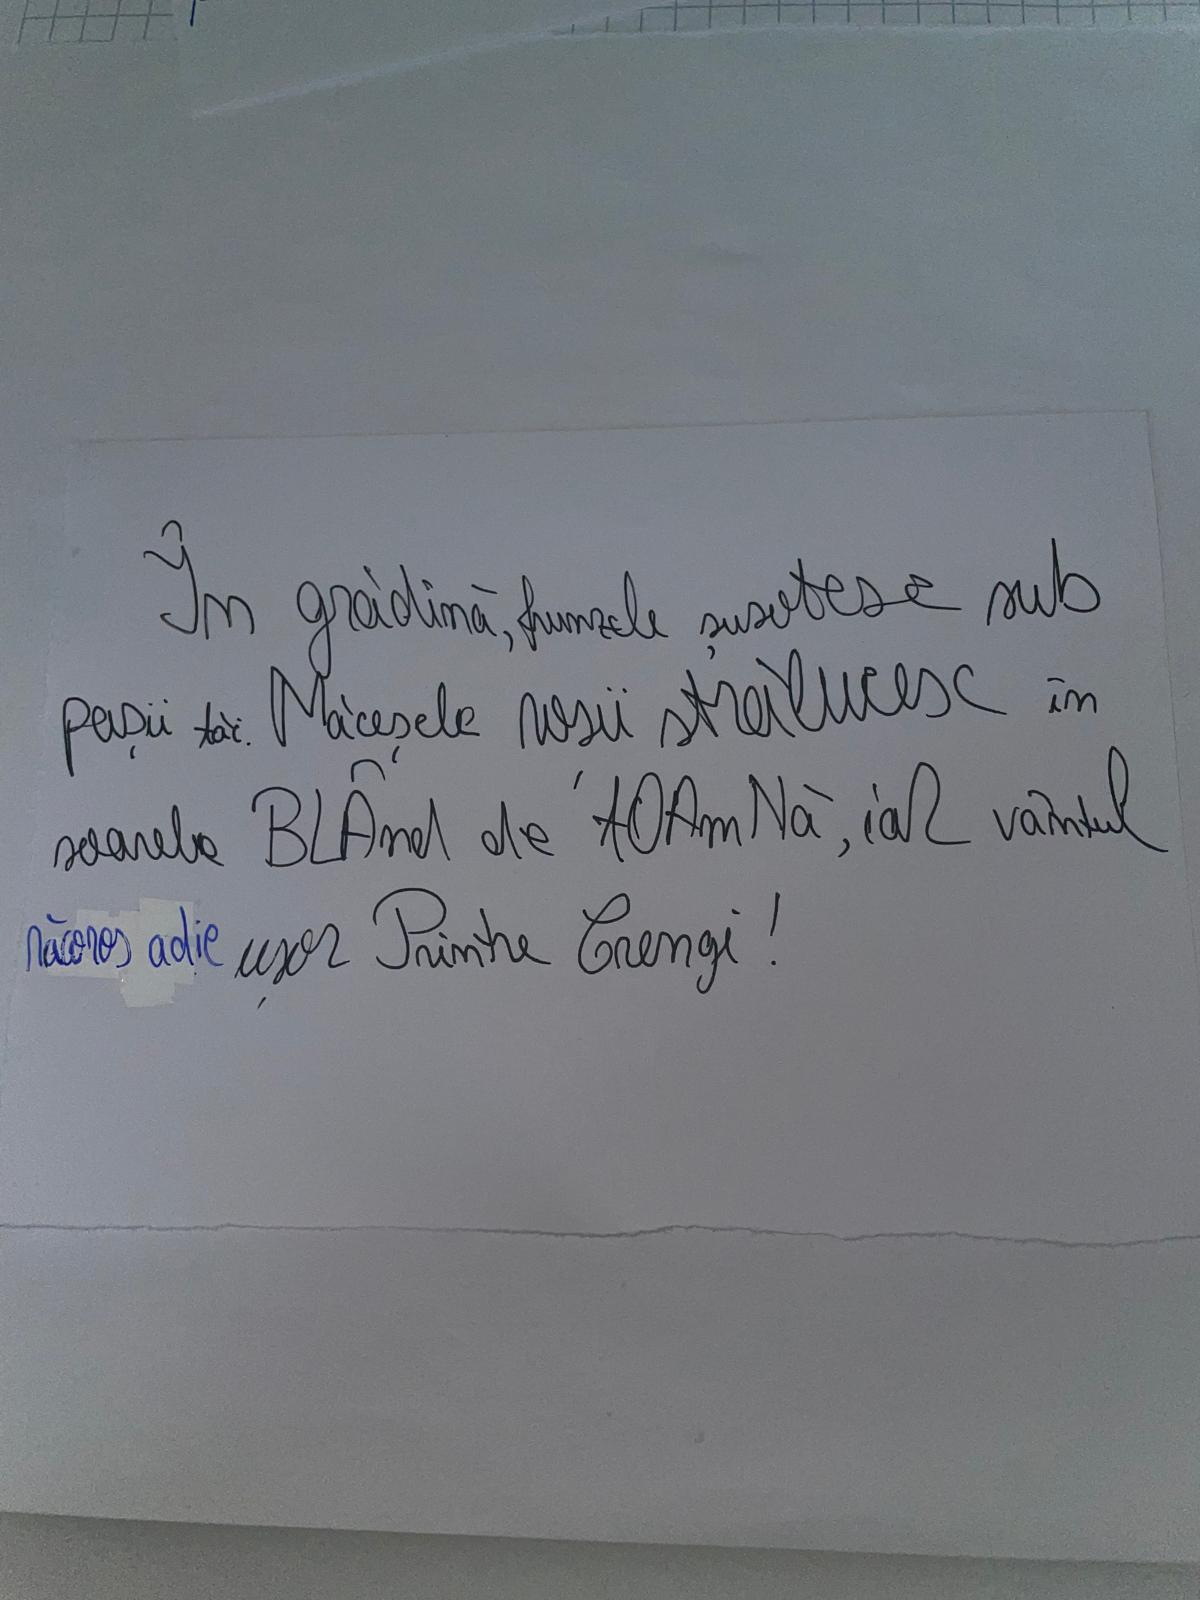 În grădină, frunzele șușotesc sub
pașii tăi. Măceșele roșii strălucesc în
soarele BLÂnd de tOAmNă, iaR vântul
răcoros adie ușoR Printre Crengi!